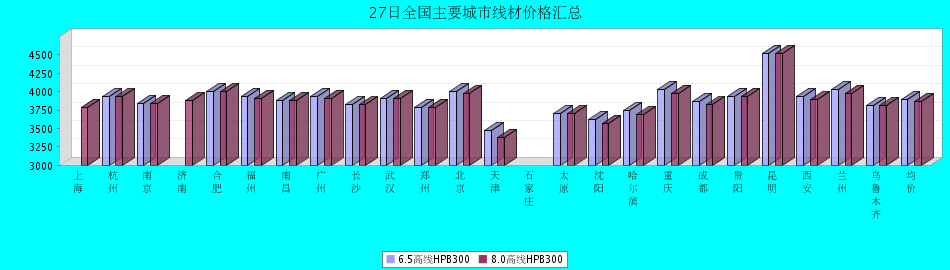 27日全国主要城市线材价格汇总
4500
4250
4000
3750
3500
3250
3000
上海
杭州
南京
济南
合肥
福州
南昌
广州
长沙
武汉
郑州
北京
天津
石家庄
太原
沈阳
哈尔滨
重庆
成都
贵阳
昆明
西安
兰州
乌鲁木齐
均价
6.5高线HPB300
8.0高线HPB300